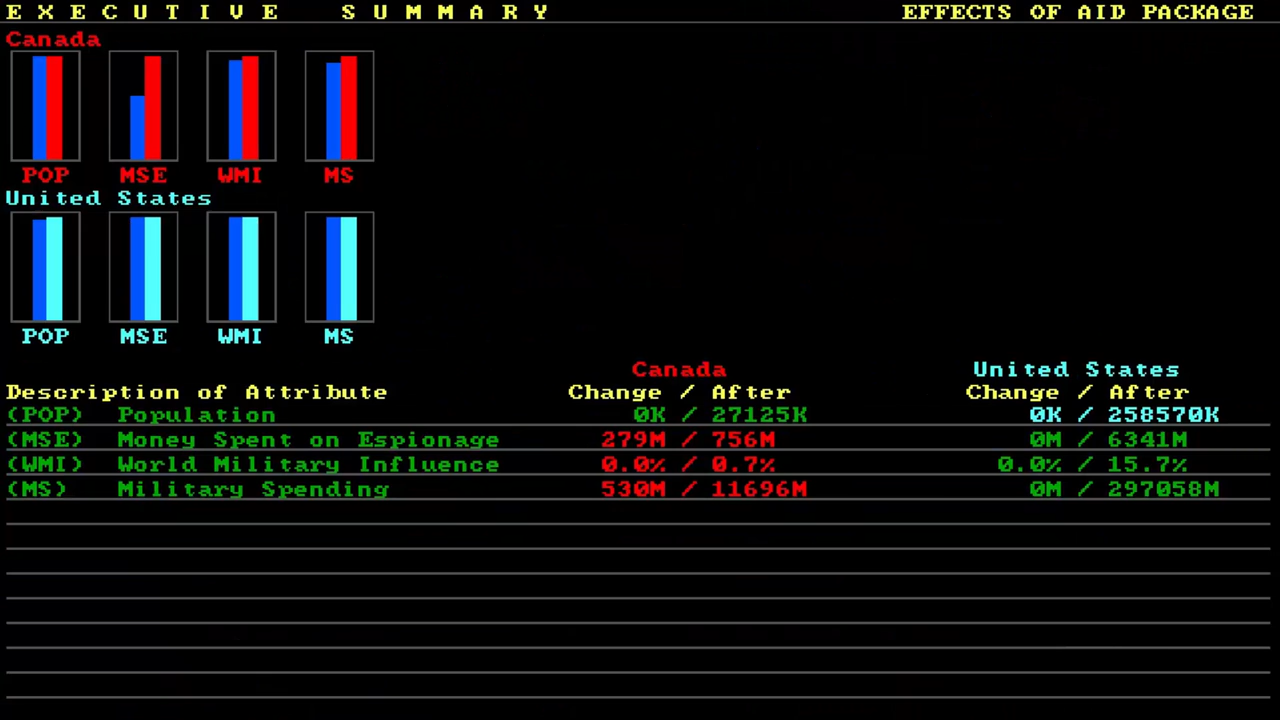 EXECUTIVE SUMMARY EFFECTS OF AID PACKAGE
Canada
POP MSE WMI MS
United States
POP MSE WMI MS
Canada United States
Description of Attribute Change / After Change / After
(POP) Population 0K / 27125K 0K / 258570K
(MSE) Money Spent on Espionage 279M / 756M 0M / 6341M
(WMI) World Military Influence 0.0% / 0.7% 0.0% / 15.7%
(MS) Military Spending 530M / 11696M 0M / 297058M